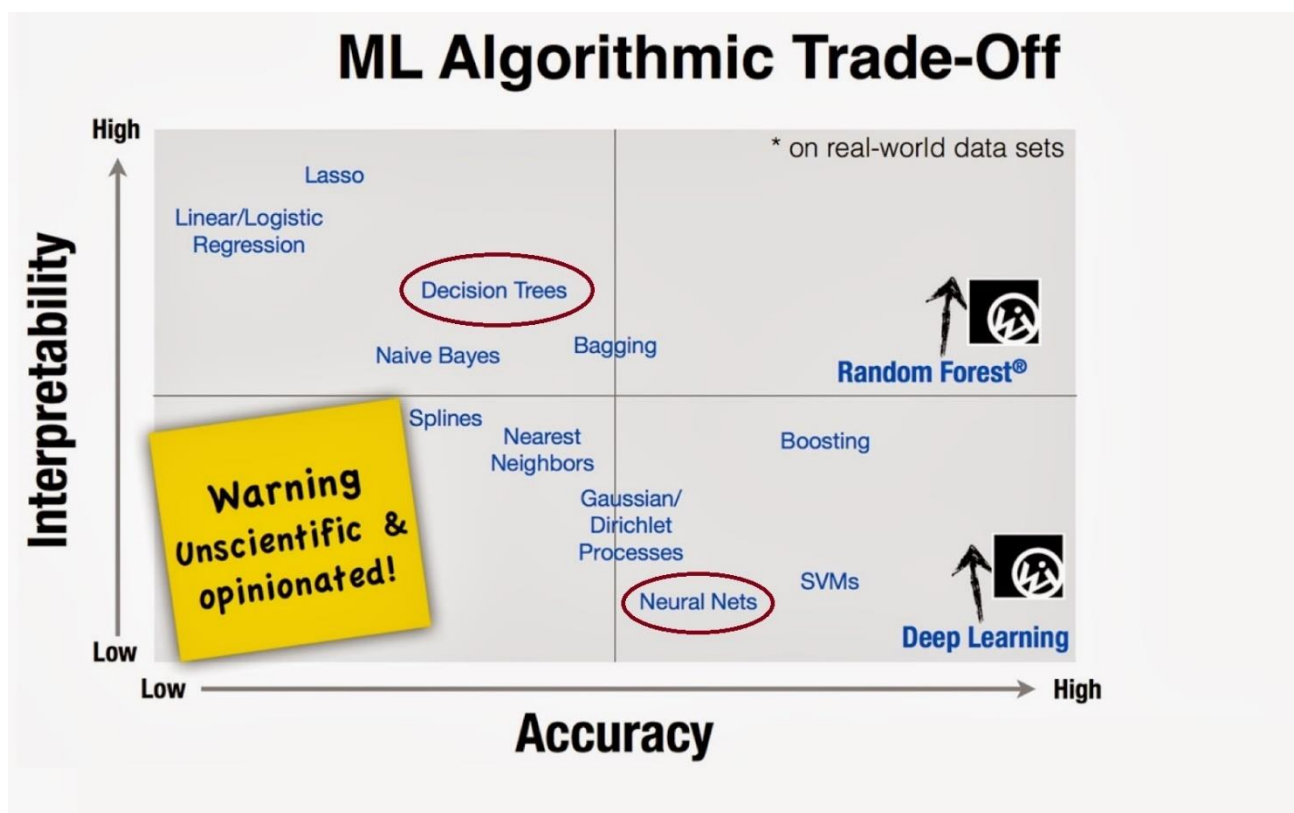 ML Algorithmic Trade-Off
High
* on real-world data sets
Lasso
Linear/Logistic
Regression
Decision Trees
Naive Bayes
Bagging
Random Forest®
Interpretability
Splines
Nearest
Neighbors
Boosting
Warning
Unscientific &
opinionated!
Gaussian/
Dirichlet
Processes
SVMs
Neural Nets
Deep Learning
Low
Low
High
Accuracy